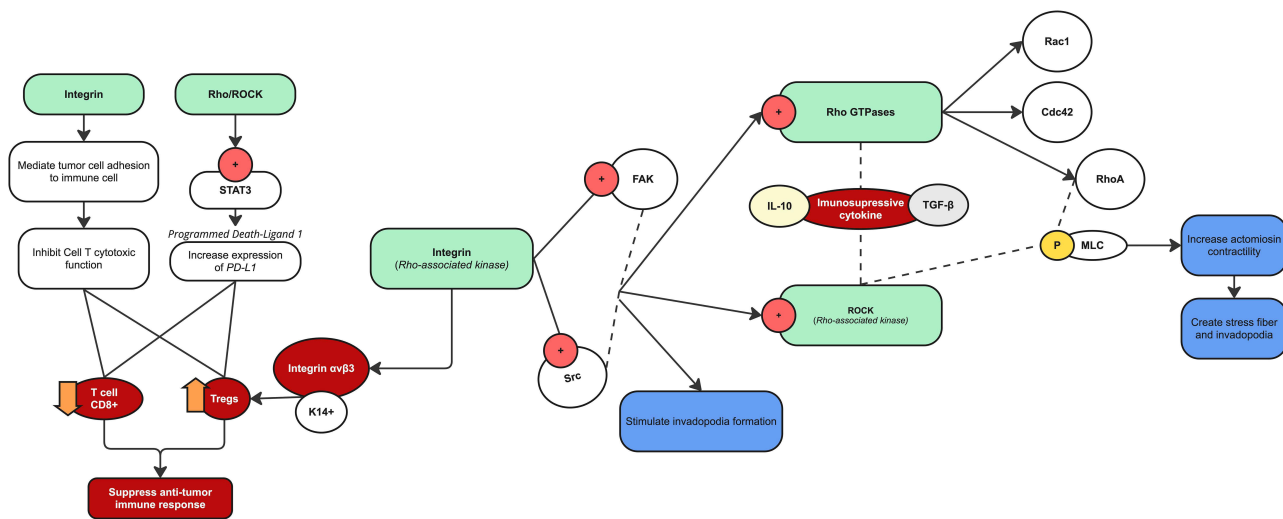 Integrin
Rho/ROCK
Mediate tumor cell adhesion
to immune cell
+
STAT3
Programmed Death-Ligand 1
Inhibit Cell T cytotoxic
function
Increase expression
of PD-L1
T cell
CD8+
Tregs
Suppress anti-tumor
immune response
Integrin αvβ3
K14+
Integrin
(Rho-associated kinase)
+
FAK
+
Src
Stimulate invadopodia formation
+
Rho GTPases
IL-10
Imunosupressive
cytokine
TGF-β
+
ROCK
(Rho-associated kinase)
Rac1
Cdc42
RhoA
P
MLC
Increase actomiosin
contractility
Create stress fiber
and invadopodia